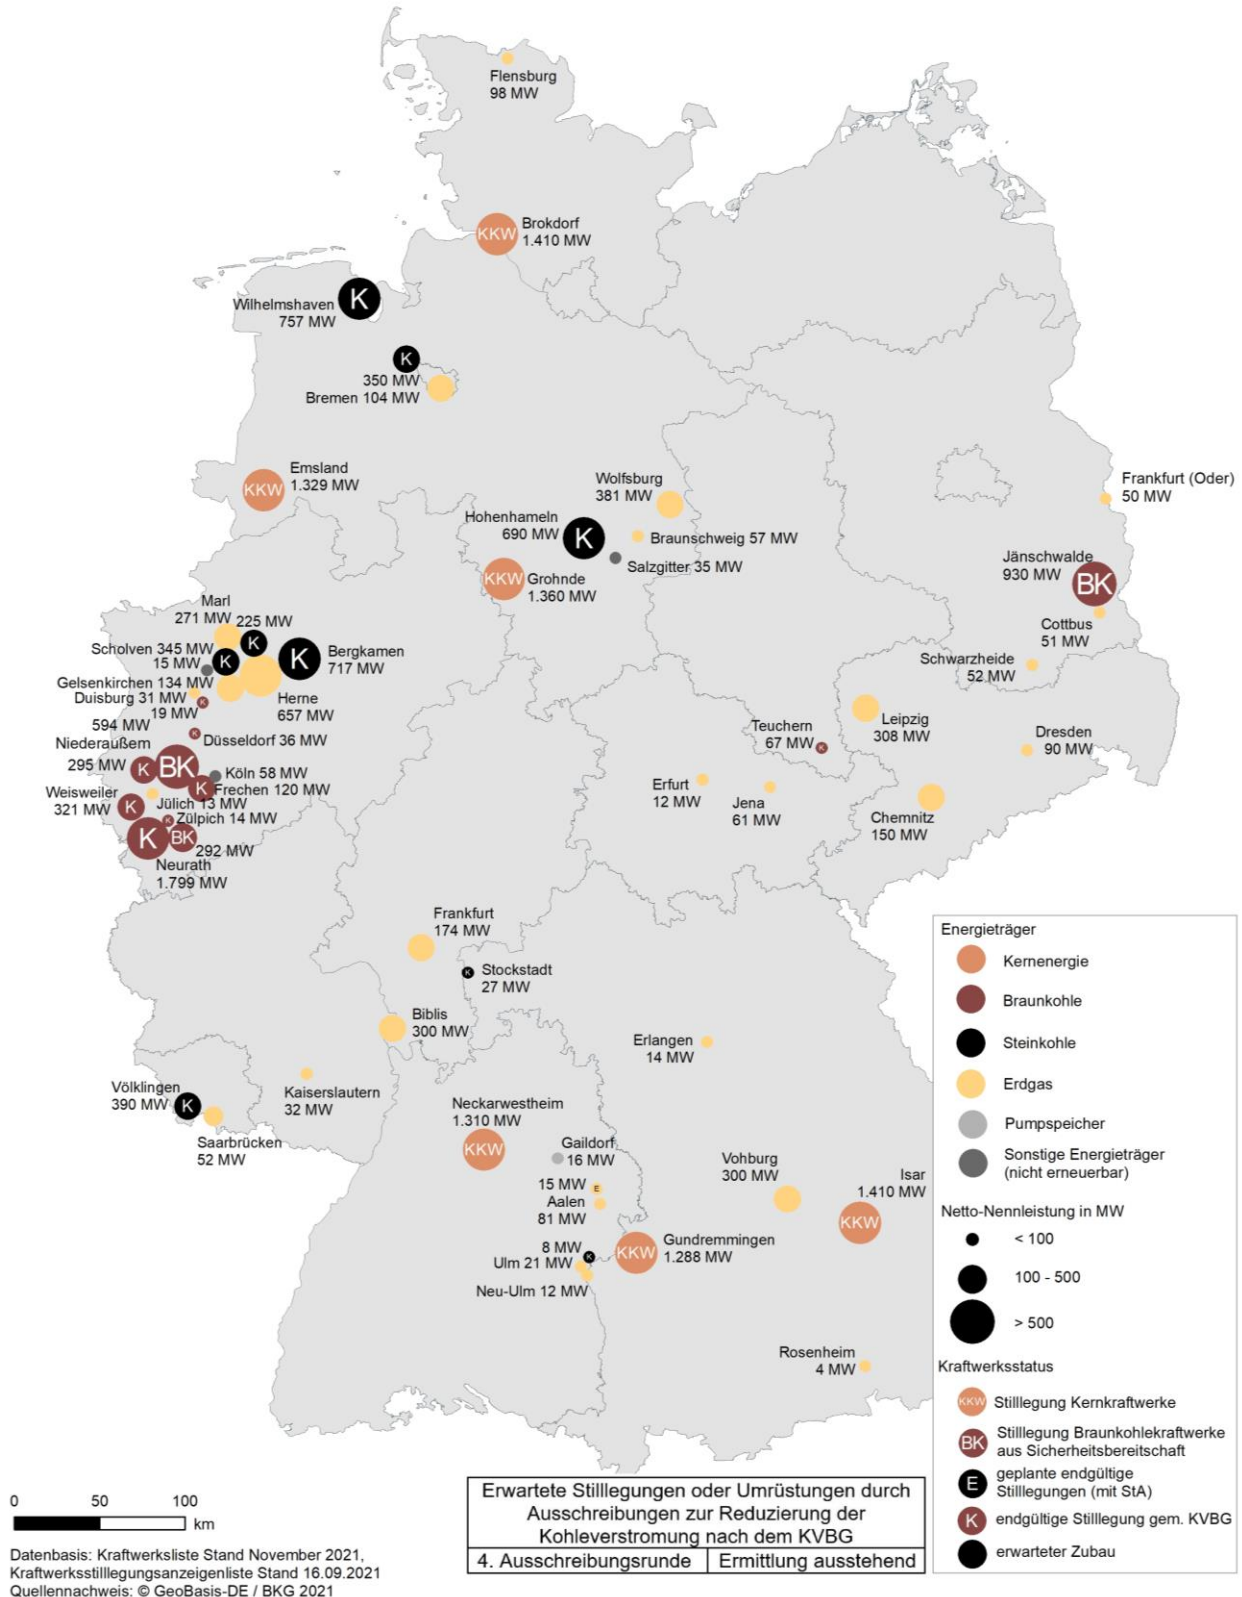 Flensburg
98 MW
KKW
Brokdorf
1.410 MW
K
Wilhelmshaven
757 MW
K
350 MW
Bremen 104 MW
KKW
Emsland
1.329 MW
Wolfsburg
381 MW
Frankfurt (Oder)
50 MW
Hohenhameln
690 MW
K
Braunschweig 57 MW
Salzgitter 35 MW
KKW
Grohnde
1.360 MW
Jänschwalde
930 MW
BK
Cottbus
51 MW
Marl
271 MW
225 MW
K
Scholven 345 MW
K
15 MW
K
Bergkamen
717 MW
Schwarzheide
52 MW
Gelsenkirchen 134 MW
Duisburg 31 MW
K
19 MW
Herne
657 MW
594 MW
K
Düsseldorf 36 MW
Niederaußem
295 MW
K
BK
Köln 58 MW
K
Frechen 120 MW
Weisweiler
321 MW
K
Jülich 13 MW
K
Zülpich 14 MW
K
BK
292 MW
Neurath
1.799 MW
Teuchern
67 MW
K
Leipzig
308 MW
Dresden
90 MW
Erfurt
12 MW
Jena
61 MW
Chemnitz
150 MW
Frankfurt
174 MW
K
Stockstadt
27 MW
Biblis
300 MW
Erlangen
14 MW
Völklingen
390 MW
K
Kaiserslautern
32 MW
Saarbrücken
52 MW
Neckarwestheim
1.310 MW
KKW
Gaildorf
16 MW
15 MW
E
Aalen
81 MW
Vohburg
300 MW
Isar
1.410 MW
KKW
8 MW
K
Ulm 21 MW
Neu-Ulm 12 MW
KKW
Gundremmingen
1.288 MW
Rosenheim
4 MW
Energieträger
Kernenergie
Braunkohle
Steinkohle
Erdgas
Pumpspeicher
Sonstige Energieträger
(nicht erneuerbar)
Netto-Nennleistung in MW
< 100
100 - 500
> 500
Kraftwerksstatus
KKW Stilllegung Kernkraftwerke
BK Stilllegung Braunkohlekraftwerke
aus Sicherheitsbereitschaft
E geplante endgültige
Stilllegungen (mit StA)
K endgültige Stilllegung gem. KVBG
erwarteter Zubau
Erwartete Stilllegungen oder Umrüstungen durch
Ausschreibungen zur Reduzierung der
Kohleverstromung nach dem KVBG
4. Ausschreibungsrunde Ermittlung ausstehend
0 50 100
km
Datenbasis: Kraftwerksliste Stand November 2021,
Kraftwerksstilllegungsanzeigenliste Stand 16.09.2021
Quellennachweis: © GeoBasis-DE / BKG 2021